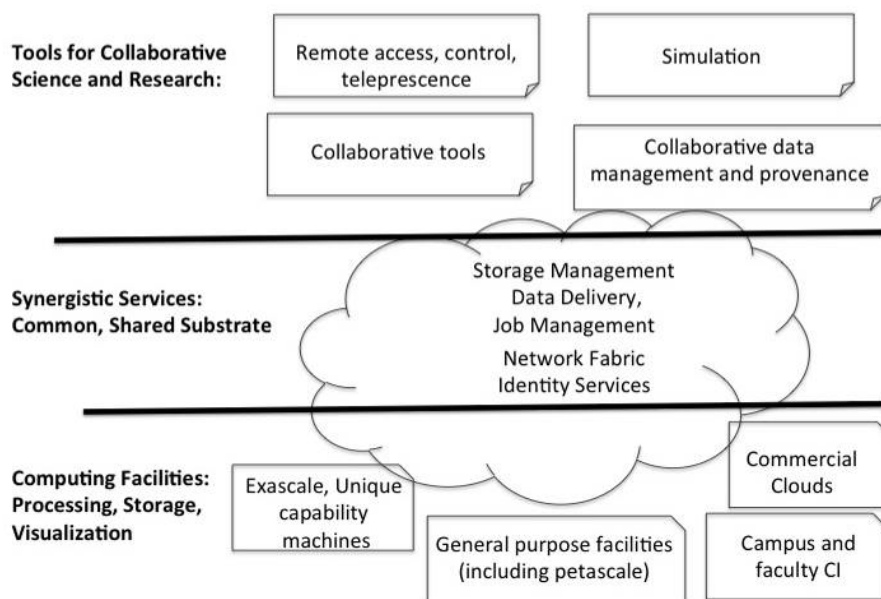 Tools for Collaborative
Science and Research:
Remote access, control,
teleprescence
Simulation
Collaborative tools
Collaborative data
management and provenance
Synergistic Services:
Common, Shared Substrate
Storage Management
Data Delivery,
Job Management
Network Fabric
Identity Services
Computing Facilities:
Processing, Storage,
Visualization
Exascale, Unique
capability
machines
General purpose facilities
(including petascale)
Commercial
Clouds
Campus and
faculty CI